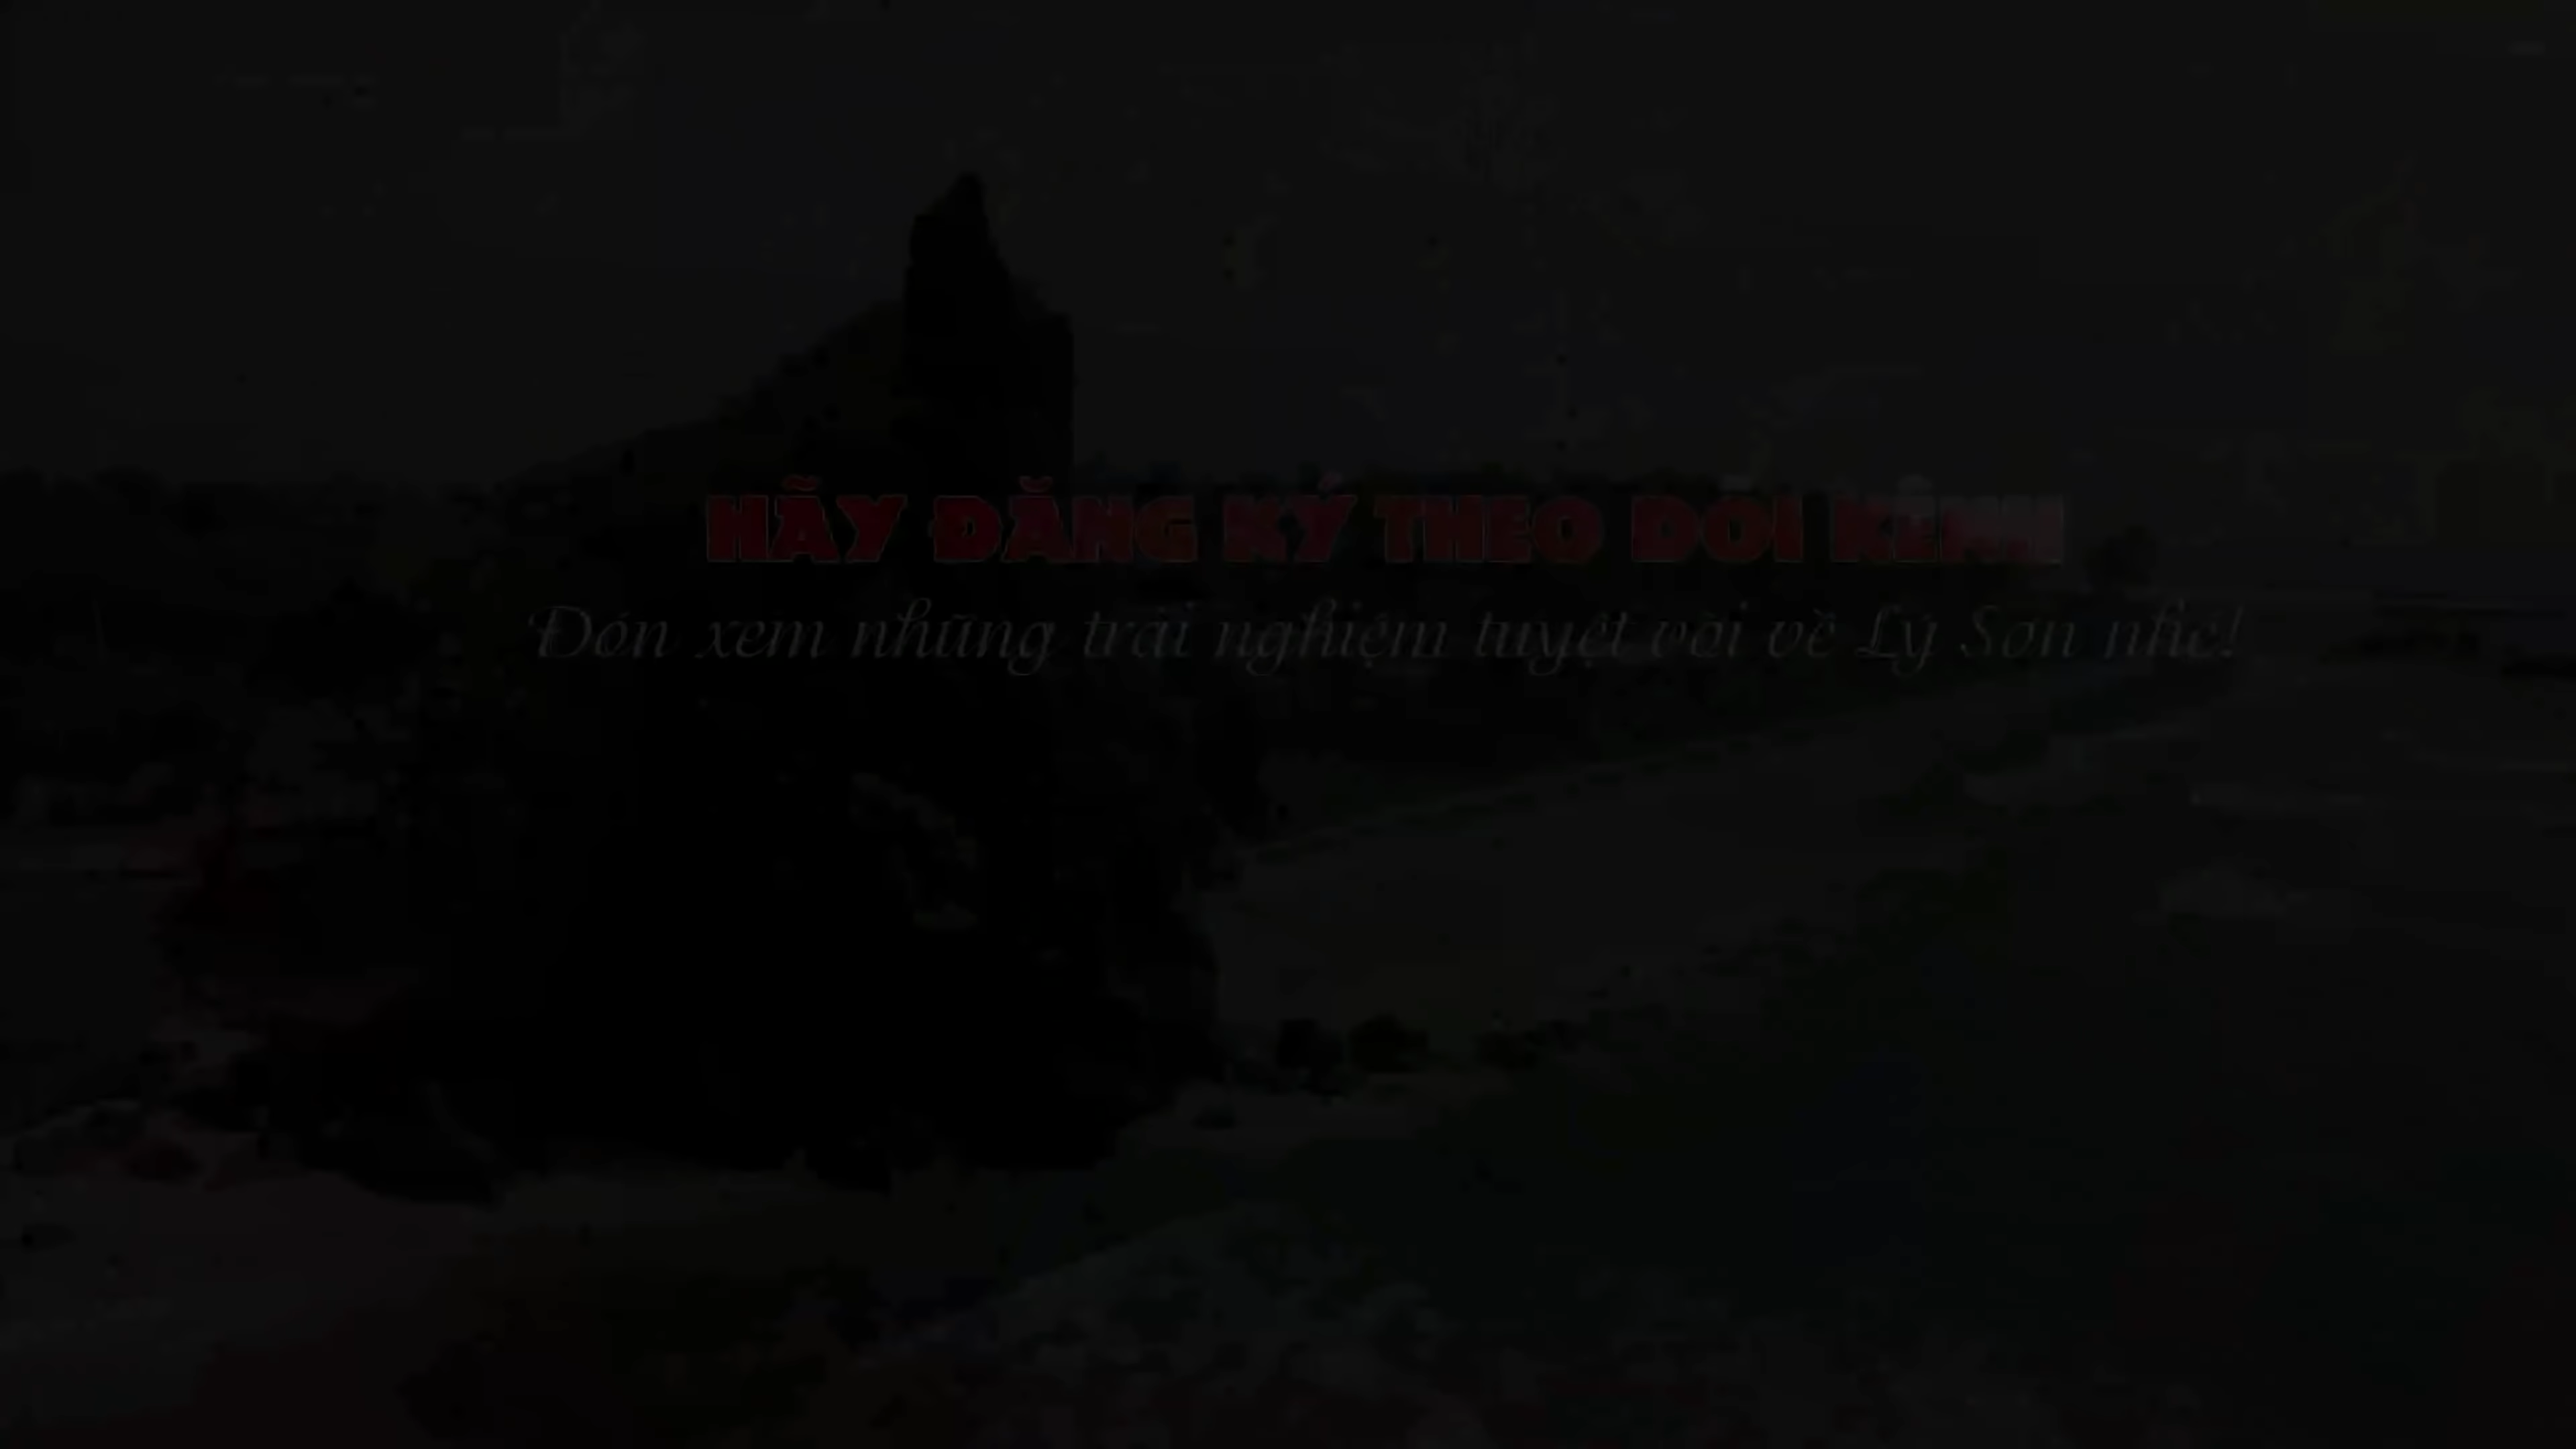 HÃY ĐĂNG KÝ THEO DÕI KÊNH
Đón xem những trải nghiệm tuyệt vời về Lý Sơn nhé!